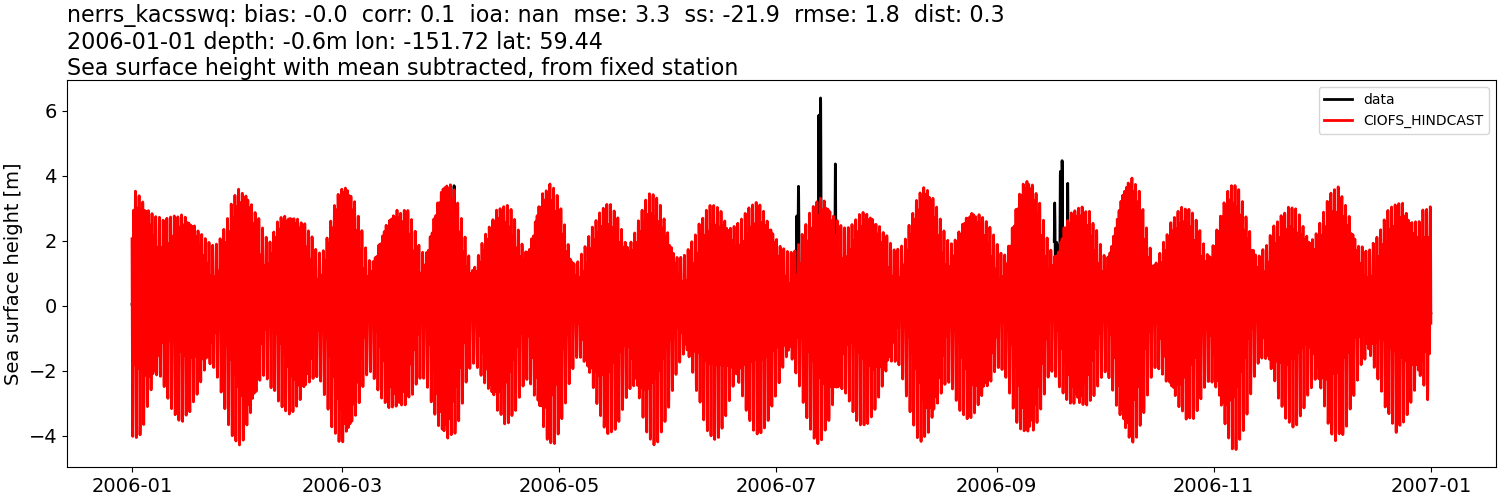 nerrs_kacsswq: bias: -0.0  corr: 0.1  ioa: nan  mse: 3.3  ss: -21.9  rmse: 1.8  dist: 0.3
2006-01-01 depth: -0.6m lon: -151.72 lat: 59.44
Sea surface height with mean subtracted, from fixed station
data
CIOFS_HINDCAST
Sea surface height [m]
6
4
2
0
−2
−4
2006-01
2006-03
2006-05
2006-07
2006-09
2006-11
2007-01